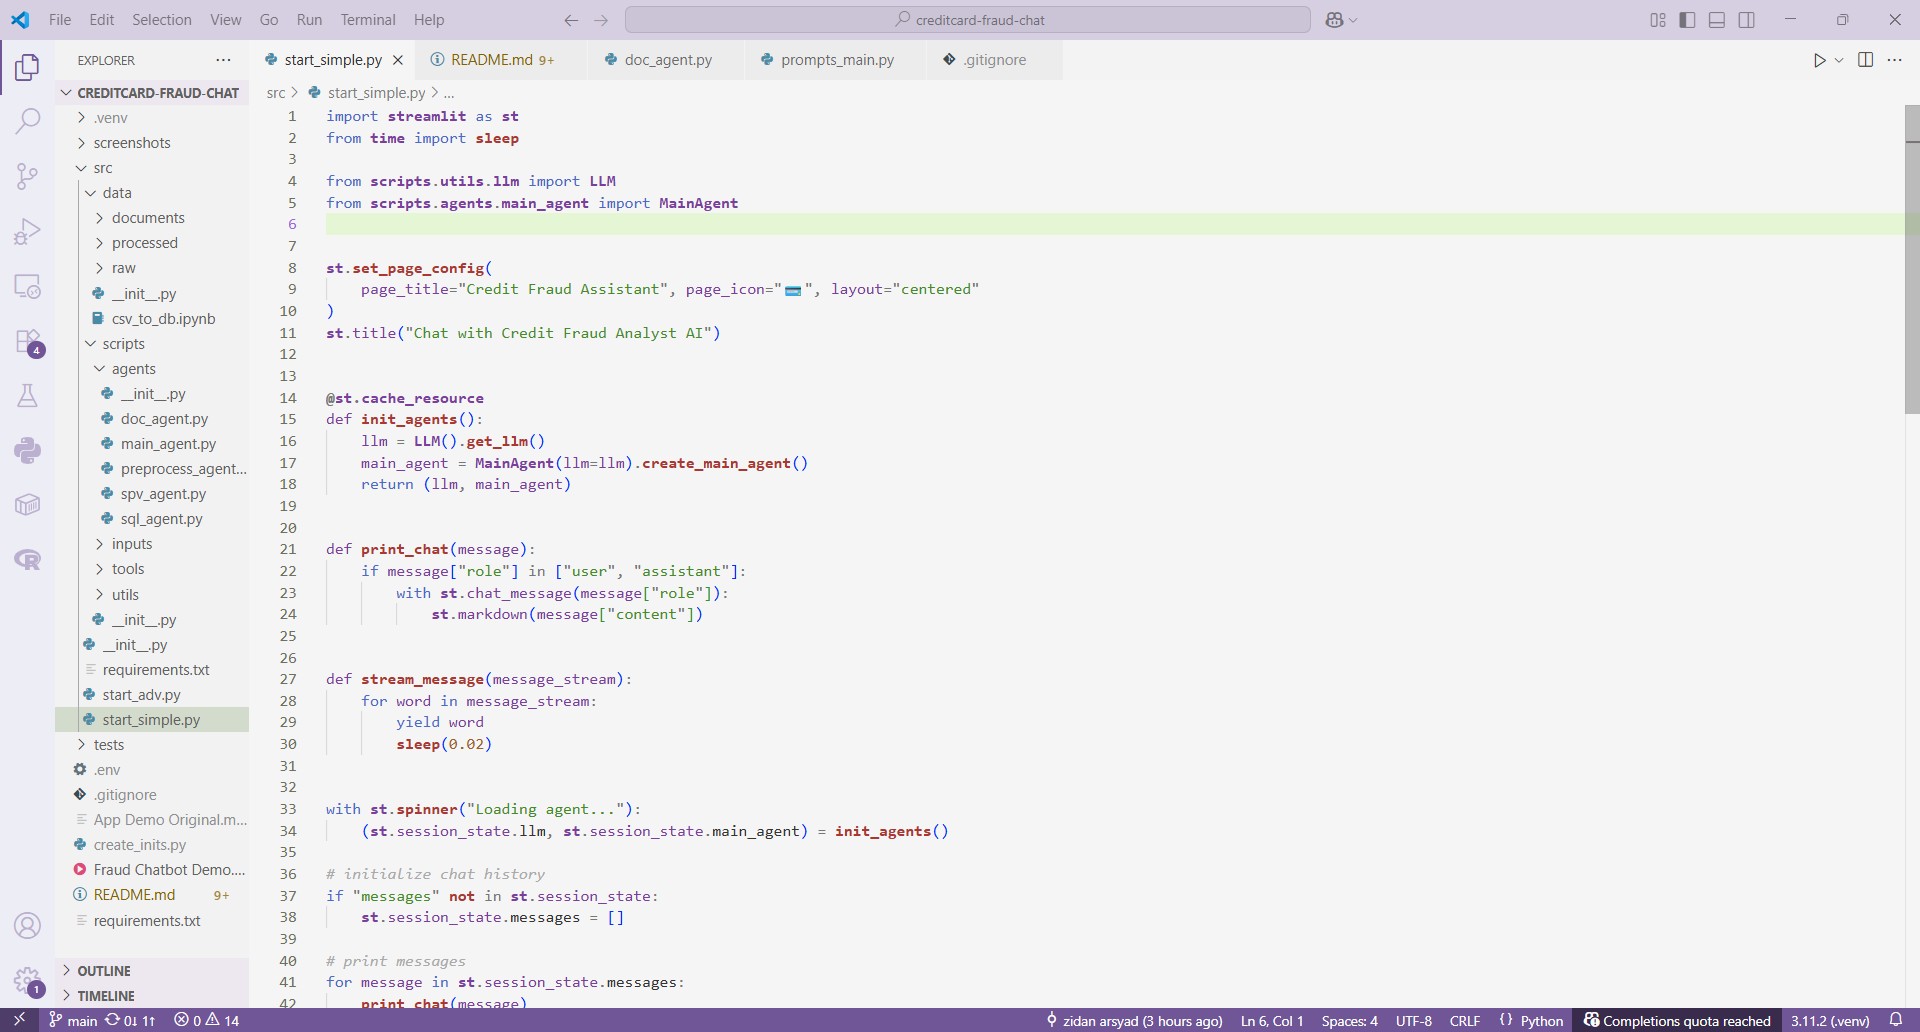 File Edit Selection View Go Run Terminal Help
creditcard-fraud-chat
EXPLORER
CREDITCARD-FRAUD-CHAT
.venv
screenshots
src
data
documents
processed
raw
__init__.py
csv_to_db.ipynb
scripts
agents
__init__.py
doc_agent.py
main_agent.py
preprocess_agent...
spv_agent.py
sql_agent.py
inputs
tools
utils
__init__.py
__init__.py
requirements.txt
start_adv.py
start_simple.py
tests
.env
.gitignore
App Demo Original.m...
create_inits.py
Fraud Chatbot Demo....
README.md 9+
requirements.txt
OUTLINE
TIMELINE
4
1
start_simple.py README.md 9+ doc_agent.py prompts_main.py .gitignore
src > start_simple.py > ...
1 import streamlit as st
2 from time import sleep
3
4 from scripts.utils.llm import LLM
5 from scripts.agents.main_agent import MainAgent
6
7
8 st.set_page_config(
9     page_title="Credit Fraud Assistant", page_icon="💳", layout="centered"
10 )
11 st.title("Chat with Credit Fraud Analyst AI")
12
13
14 @st.cache_resource
15 def init_agents():
16     llm = LLM().get_llm()
17     main_agent = MainAgent(llm=llm).create_main_agent()
18     return (llm, main_agent)
19
20
21 def print_chat(message):
22     if message["role"] in ["user", "assistant"]:
23         with st.chat_message(message["role"]):
24             st.markdown(message["content"])
25
26
27 def stream_message(message_stream):
28     for word in message_stream:
29         yield word
30         sleep(0.02)
31
32
33 with st.spinner("Loading agent..."):
34     (st.session_state.llm, st.session_state.main_agent) = init_agents()
35
36 # initialize chat history
37 if "messages" not in st.session_state:
38     st.session_state.messages = []
39
40 # print messages
41 for message in st.session_state.messages:
42     print_chat(message)
main 0↓ 1↑ 0 14 zidan arsyad (3 hours ago) Ln 6, Col 1 Spaces: 4 UTF-8 CRLF {} Python Completions quota reached 3.11.2 (.venv)